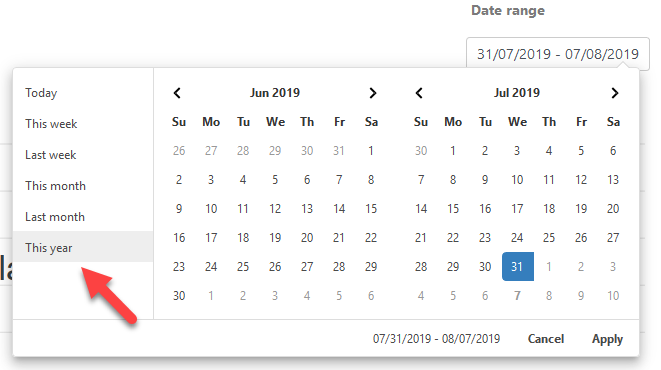 Date range
31/07/2019 - 07/08/2019
Today
This week
Last week
This month
Last month
This year
Jun 2019
Su Mo Tu We Th Fr Sa
26 27 28 29 30 31 1
2 3 4 5 6 7 8
9 10 11 12 13 14 15
16 17 18 19 20 21 22
23 24 25 26 27 28 29
30 1 2 3 4 5 6
Jul 2019
Su Mo Tu We Th Fr Sa
30 1 2 3 4 5 6
7 8 9 10 11 12 13
14 15 16 17 18 19 20
21 22 23 24 25 26 27
28 29 30 31 1 2 3
4 5 6 7 8 9 10
07/31/2019 - 08/07/2019
Cancel
Apply